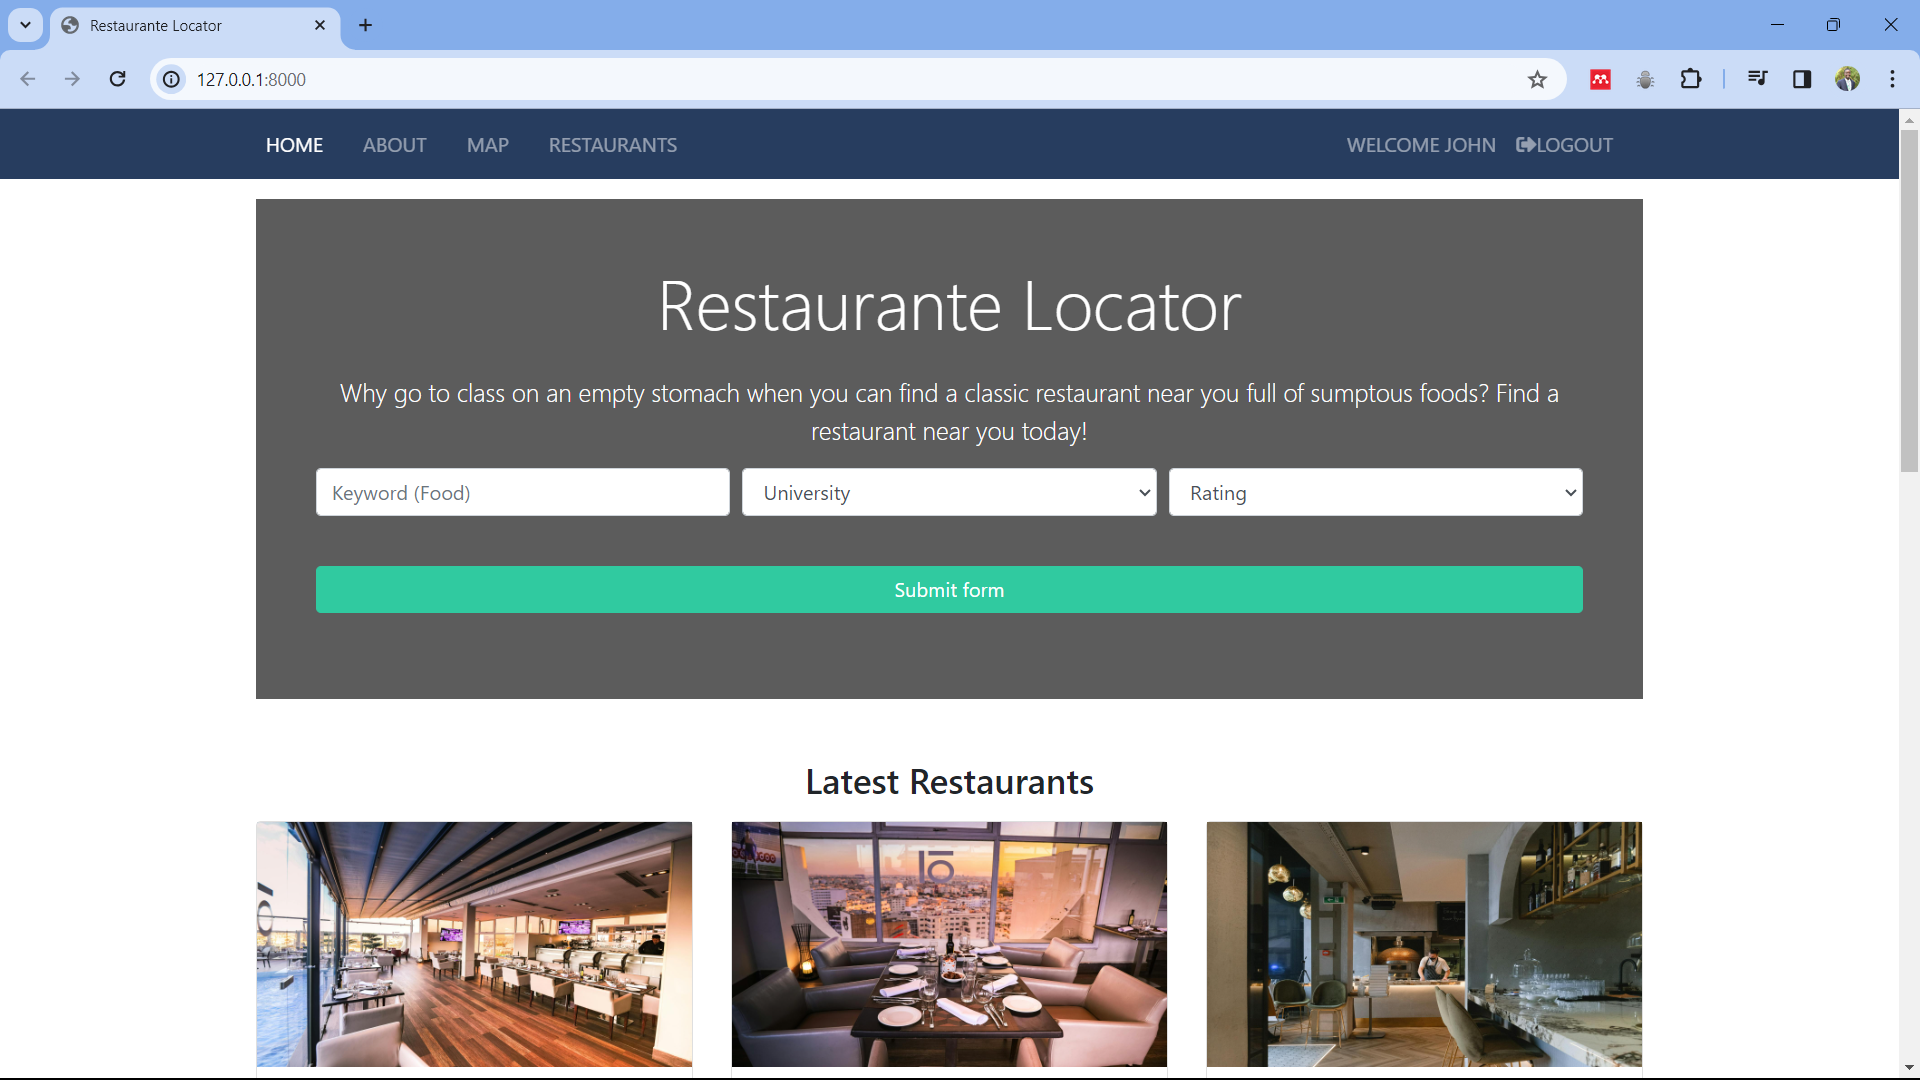 Restaurante Locator
127.0.0.1:8000
HOME ABOUT MAP RESTAURANTS WELCOME JOHN LOGOUT
Restaurante Locator
Why go to class on an empty stomach when you can find a classic restaurant near you full of sumptous foods? Find a
restaurant near you today!
Keyword (Food) University Rating
Submit form
Latest Restaurants